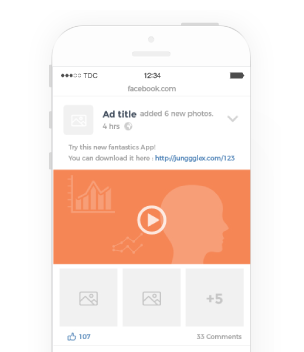 TDC 12:34
facebook.com
Ad title added 6 new photos.
4 hrs
Try this new fantastics App!
You can download it here : http://junggglex.com/123
+5
107 33 Comments